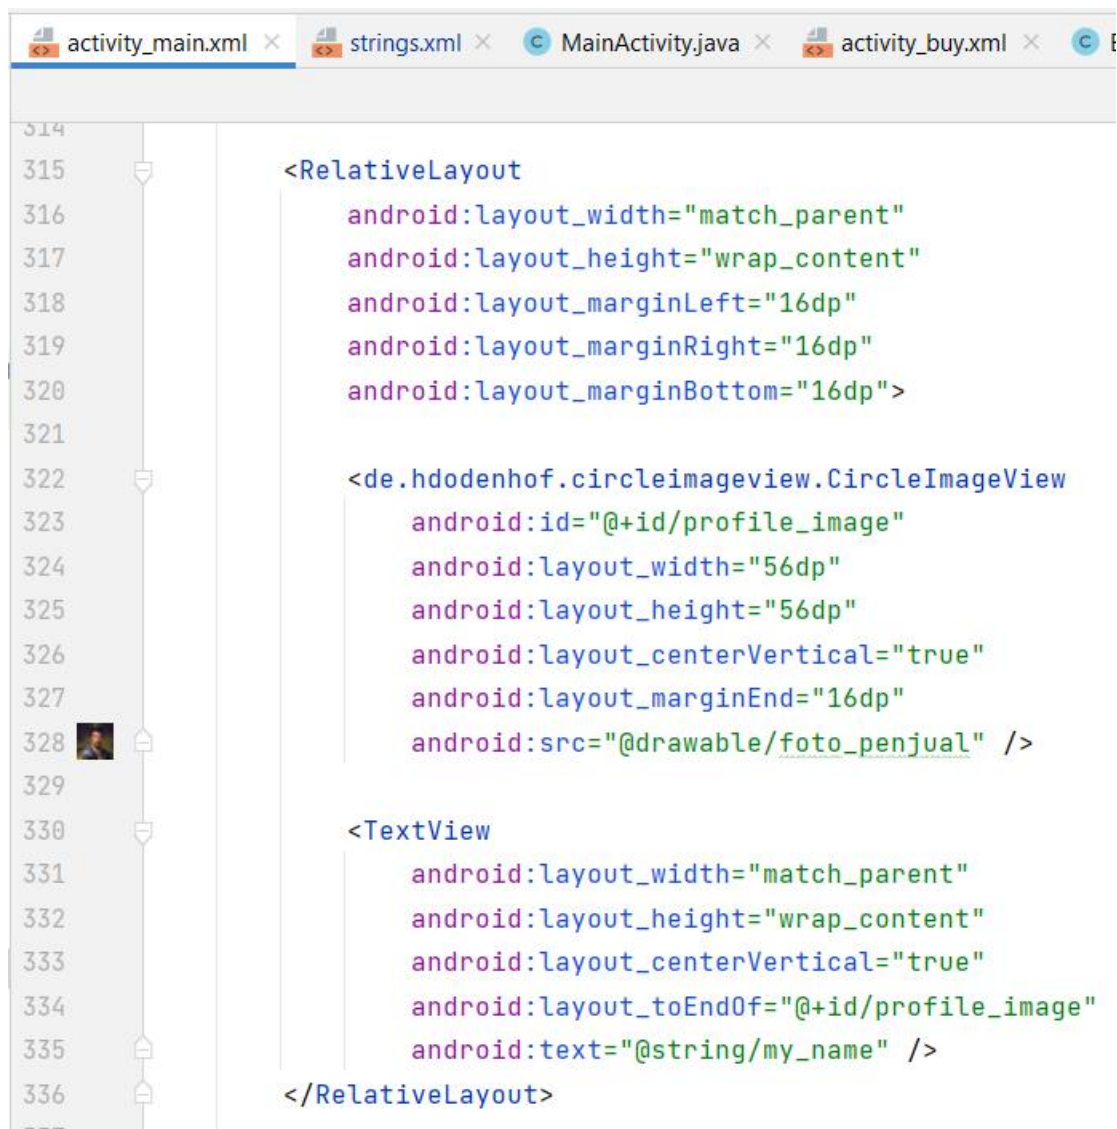 activity_main.xml × strings.xml × C MainActivity.java × activity_buy.xml × C
314
315 <RelativeLayout
316 android:layout_width="match_parent"
317 android:layout_height="wrap_content"
318 android:layout_marginLeft="16dp"
319 android:layout_marginRight="16dp"
320 android:layout_marginBottom="16dp">
321
322 <de.hdodenhof.circleimageview.CircleImageView
323 android:id="@+id/profile_image"
324 android:layout_width="56dp"
325 android:layout_height="56dp"
326 android:layout_centerVertical="true"
327 android:layout_marginEnd="16dp"
328 android:src="@drawable/foto_penjual" />
329
330 <TextView
331 android:layout_width="match_parent"
332 android:layout_height="wrap_content"
333 android:layout_centerVertical="true"
334 android:layout_toEndOf="@+id/profile_image"
335 android:text="@string/my_name" />
336 </RelativeLayout>